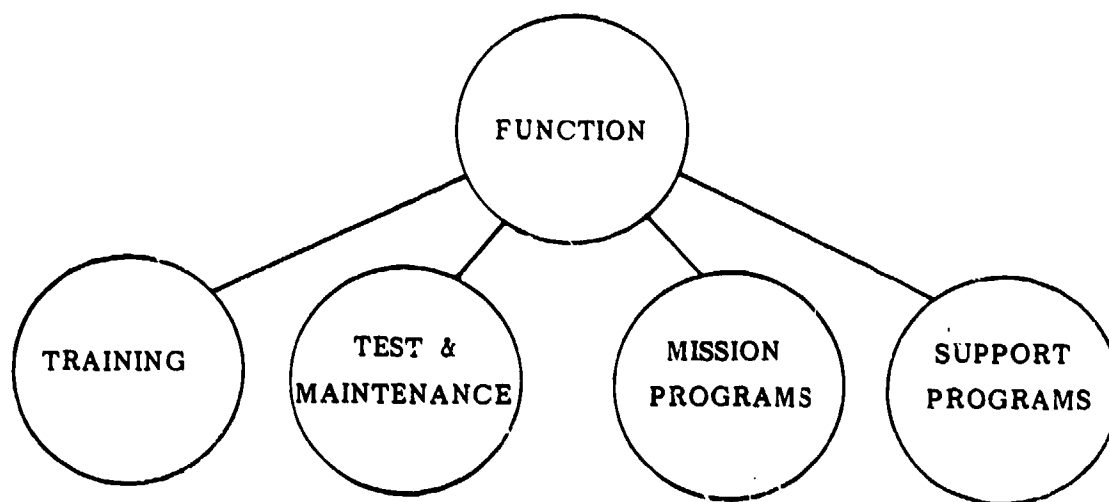 FUNCTION
TRAINING
TEST &
MAINTENANCE
MISSION
PROGRAMS
SUPPORT
PROGRAMS